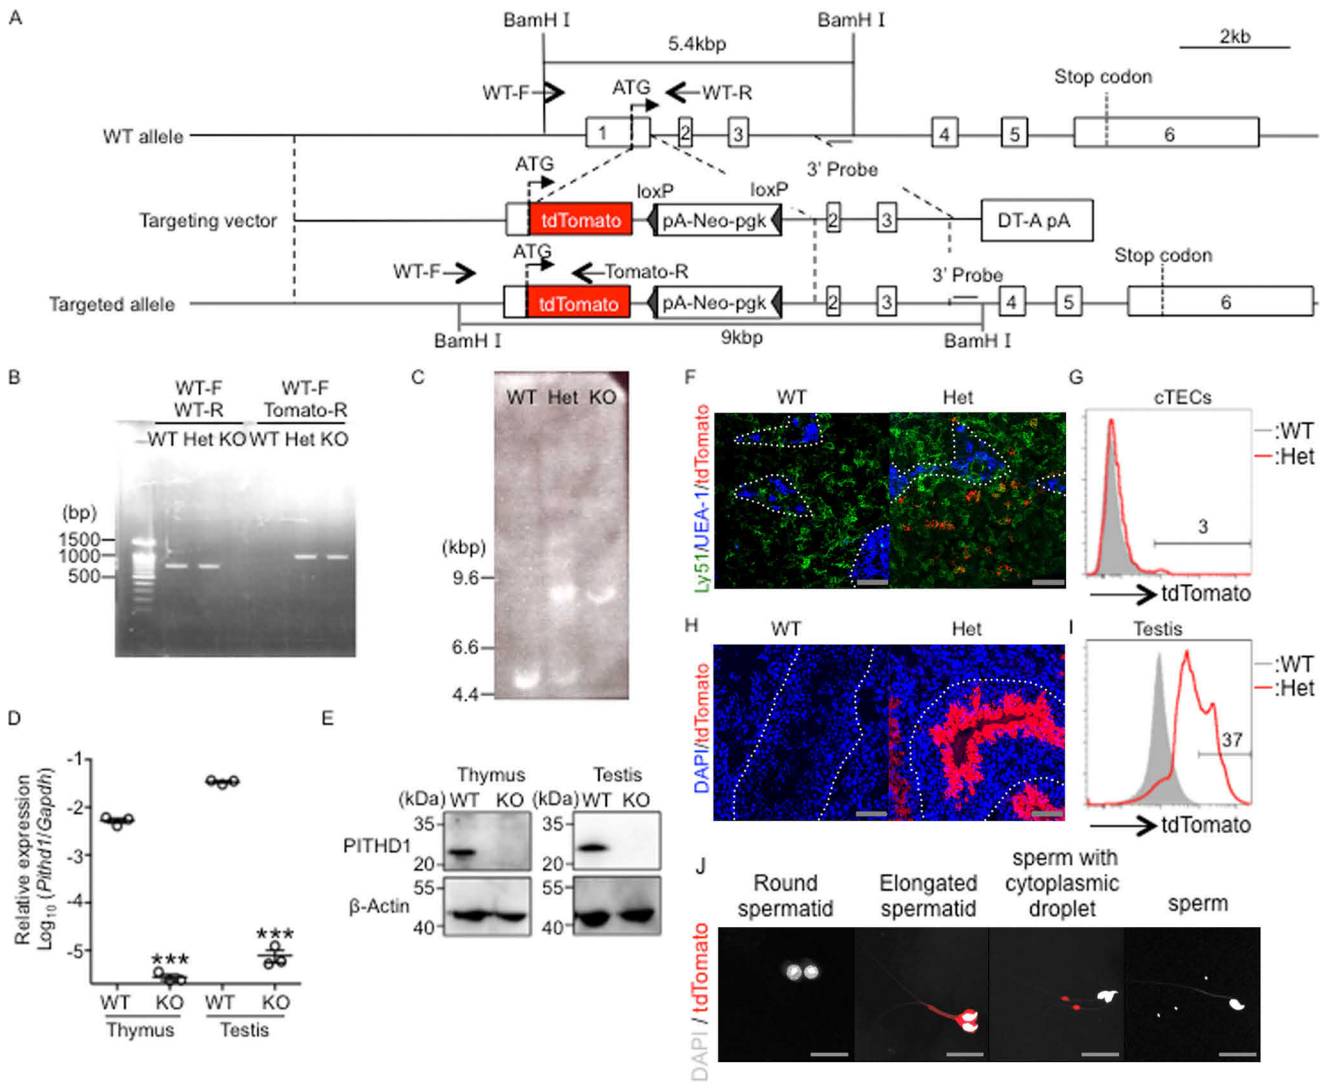 A
BamH I
BamH I
5.4kbp
2kb
Stop codon
WT-F
ATG
WT-R
WT allele
1
2
3
4
5
6
3' Probe
ATG
loxP
loxP
Targeting vector
tdTomato
pA-Neo-pgk
2
3
DT-A pA
ATG
Stop codon
WT-F
Tomato-R
3' Probe
Targeted allele
tdTomato
pA-Neo-pgk
2
3
4
5
6
BamH I
9kbp
BamH I
B
WT-F
WT-R
WT-F
Tomato-R
WT Het KO
WT Het KO
(bp)
1500
1000
500
C
WT Het KO
(kbp)
9.6
6.6
4.4
D
Relative expression
Log10 (Pithd1/Gapdh)
-1
-2
-3
-4
-5
***
***
WT
KO
WT
KO
Thymus
Testis
E
Thymus
Testis
(kDa)
WT
KO
(kDa)
WT
KO
PITHD1
35
20
35
20
β-Actin
55
40
55
40
F
WT
Het
Ly51/UEA-1/tdTomato
G
cTECs
:WT
:Het
3
tdTomato
H
WT
Het
DAPI/tdTomato
I
Testis
:WT
:Het
37
tdTomato
J
Round
spermatid
Elongated
spermatid
sperm with
cytoplasmic
droplet
sperm
DAPI / tdTomato